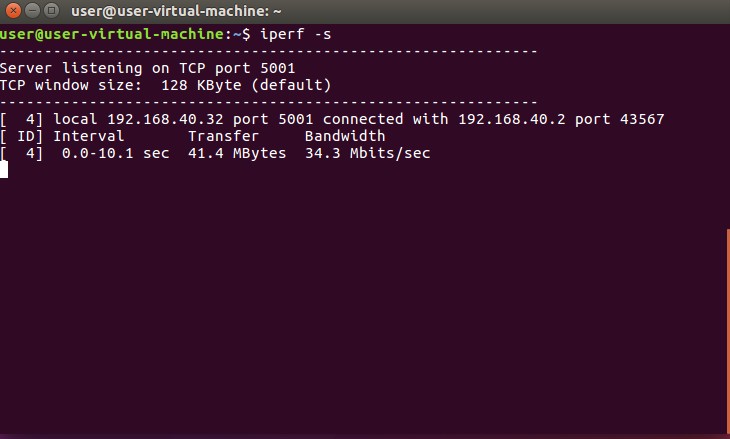 user@user-virtual-machine: ~
user@user-virtual-machine:~$ iperf -s
------------------------------------------------------------
Server listening on TCP port 5001
TCP window size:  128 KByte (default)
------------------------------------------------------------
[  4] local 192.168.40.32 port 5001 connected with 192.168.40.2 port 43567
[ ID] Interval       Transfer     Bandwidth
[  4]  0.0-10.1 sec  41.4 MBytes  34.3 Mbits/sec